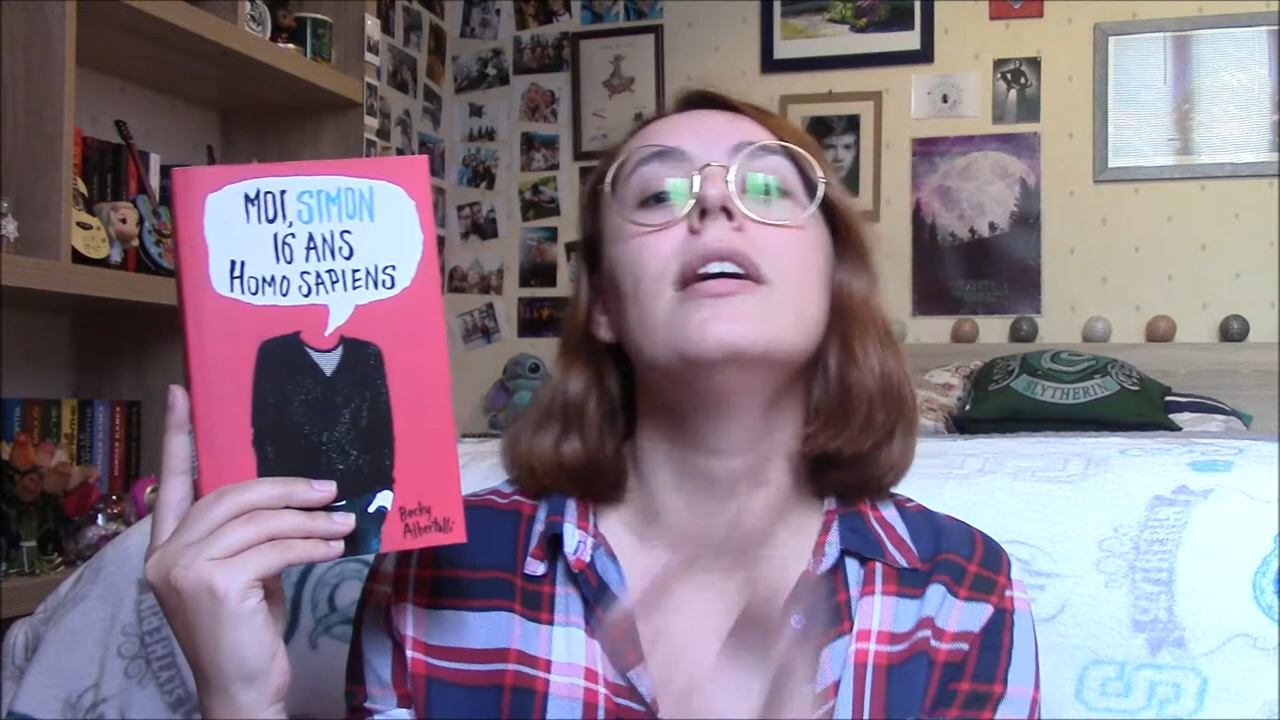 MOI, SIMON
16 ANS
HOMO SAPIENS
Becky
Albertalli
SLYTHERIN